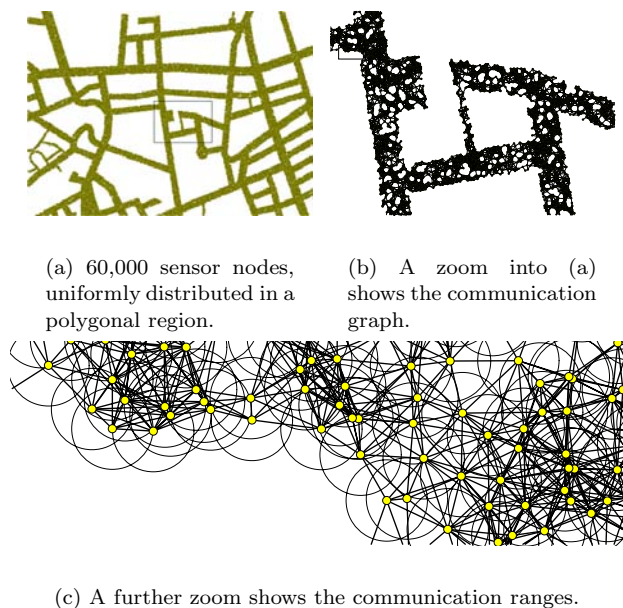 (a) 60,000 sensor nodes,
uniformly distributed in a
polygonal region.
(b) A zoom into (a)
shows the communication
graph.
(c) A further zoom shows the communication ranges.